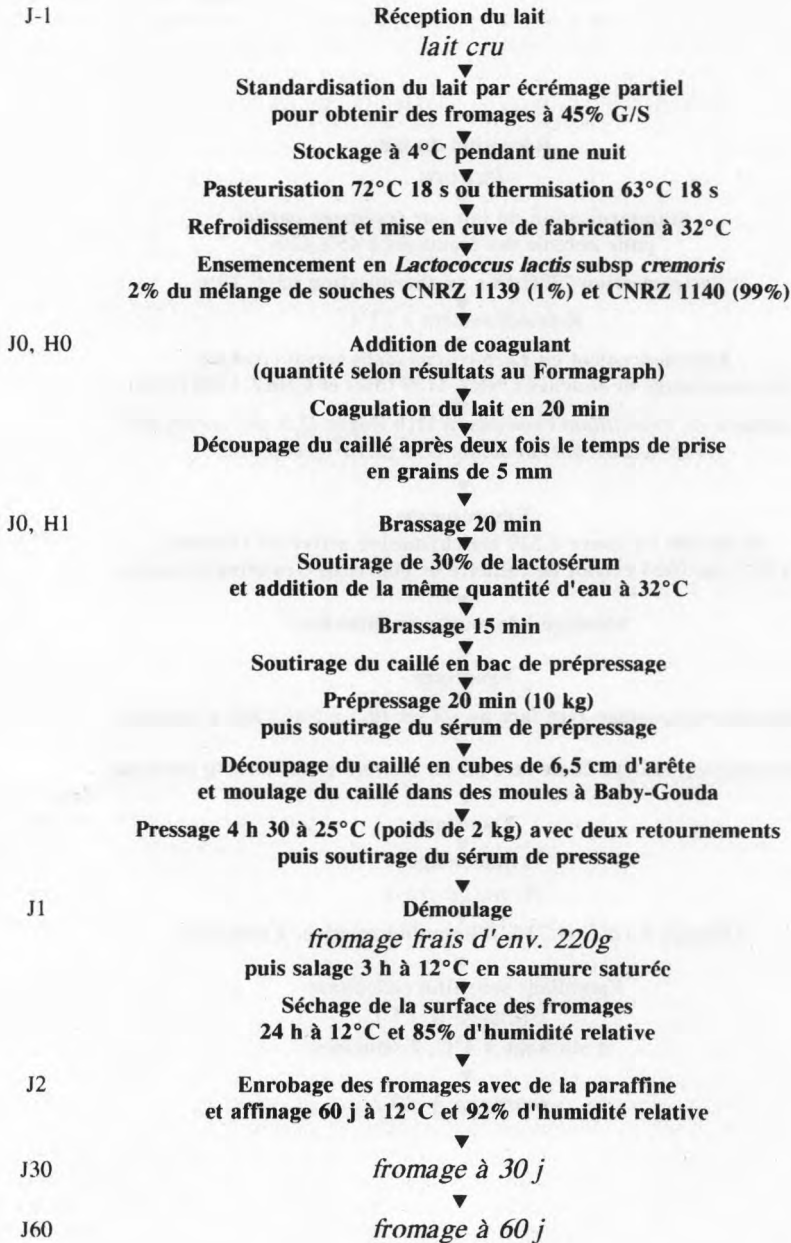 J-1 Réception du lait
lait cru
▼
Standardisation du lait par écrémage partiel
pour obtenir des fromages à 45% G/S
▼
Stockage à 4°C pendant une nuit
▼
Pasteurisation 72°C 18 s ou thermisation 63°C 18 s
▼
Refroidissement et mise en cuve de fabrication à 32°C
▼
Ensemencement en Lactococcus lactis subsp cremoris
2% du mélange de souches CNRZ 1139 (1%) et CNRZ 1140 (99%)
▼
J0, H0 Addition de coagulant
(quantité selon résultats au Formagraph)
▼
Coagulation du lait en 20 min
▼
Découpage du caillé après deux fois le temps de prise
en grains de 5 mm
▼
J0, H1 Brassage 20 min
▼
Soutirage de 30% de lactosérum
et addition de la même quantité d'eau à 32°C
▼
Brassage 15 min
▼
Soutirage du caillé en bac de prépressage
▼
Prépressage 20 min (10 kg)
puis soutirage du sérum de prépressage
▼
Découpage du caillé en cubes de 6,5 cm d'arête
et moulage du caillé dans des moules à Baby-Gouda
▼
Pressage 4 h 30 à 25°C (poids de 2 kg) avec deux retournements
puis soutirage du sérum de pressage
▼
J1 Démoulage
fromage frais d'env. 220g
puis salage 3 h à 12°C en saumure saturée
▼
Séchage de la surface des fromages
24 h à 12°C et 85% d'humidité relative
▼
J2 Enrobage des fromages avec de la paraffine
et affinage 60 j à 12°C et 92% d'humidité relative
▼
J30 fromage à 30 j
▼
J60 fromage à 60 j